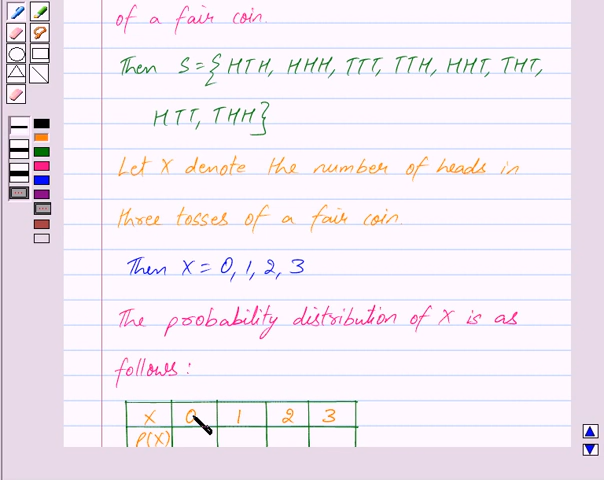 of a fair coin.
Then S = { HTH, HHH, TTT, TTH, HHT, THT,
HTT, THH}
Let X denote the number of heads in
three tosses of a fair coin.
Then X = 0, 1, 2, 3
The probability distribution of X is as
follows :
X 0 1 2 3
P(X)